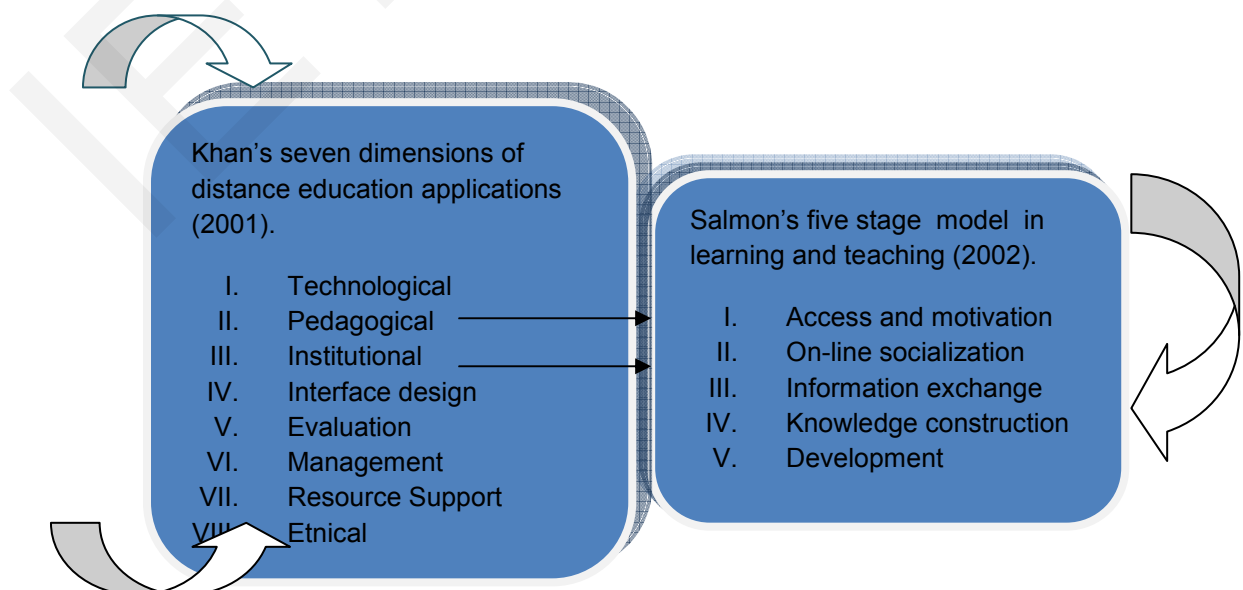 Khan’s seven dimensions of
distance education applications
(2001).
I. Technological
II. Pedagogical
III. Institutional
IV. Interface design
V. Evaluation
VI. Management
VII. Resource Support
VIII. Etnical
Salmon’s five stage model in
learning and teaching (2002).
I. Access and motivation
II. On-line socialization
III. Information exchange
IV. Knowledge construction
V. Development